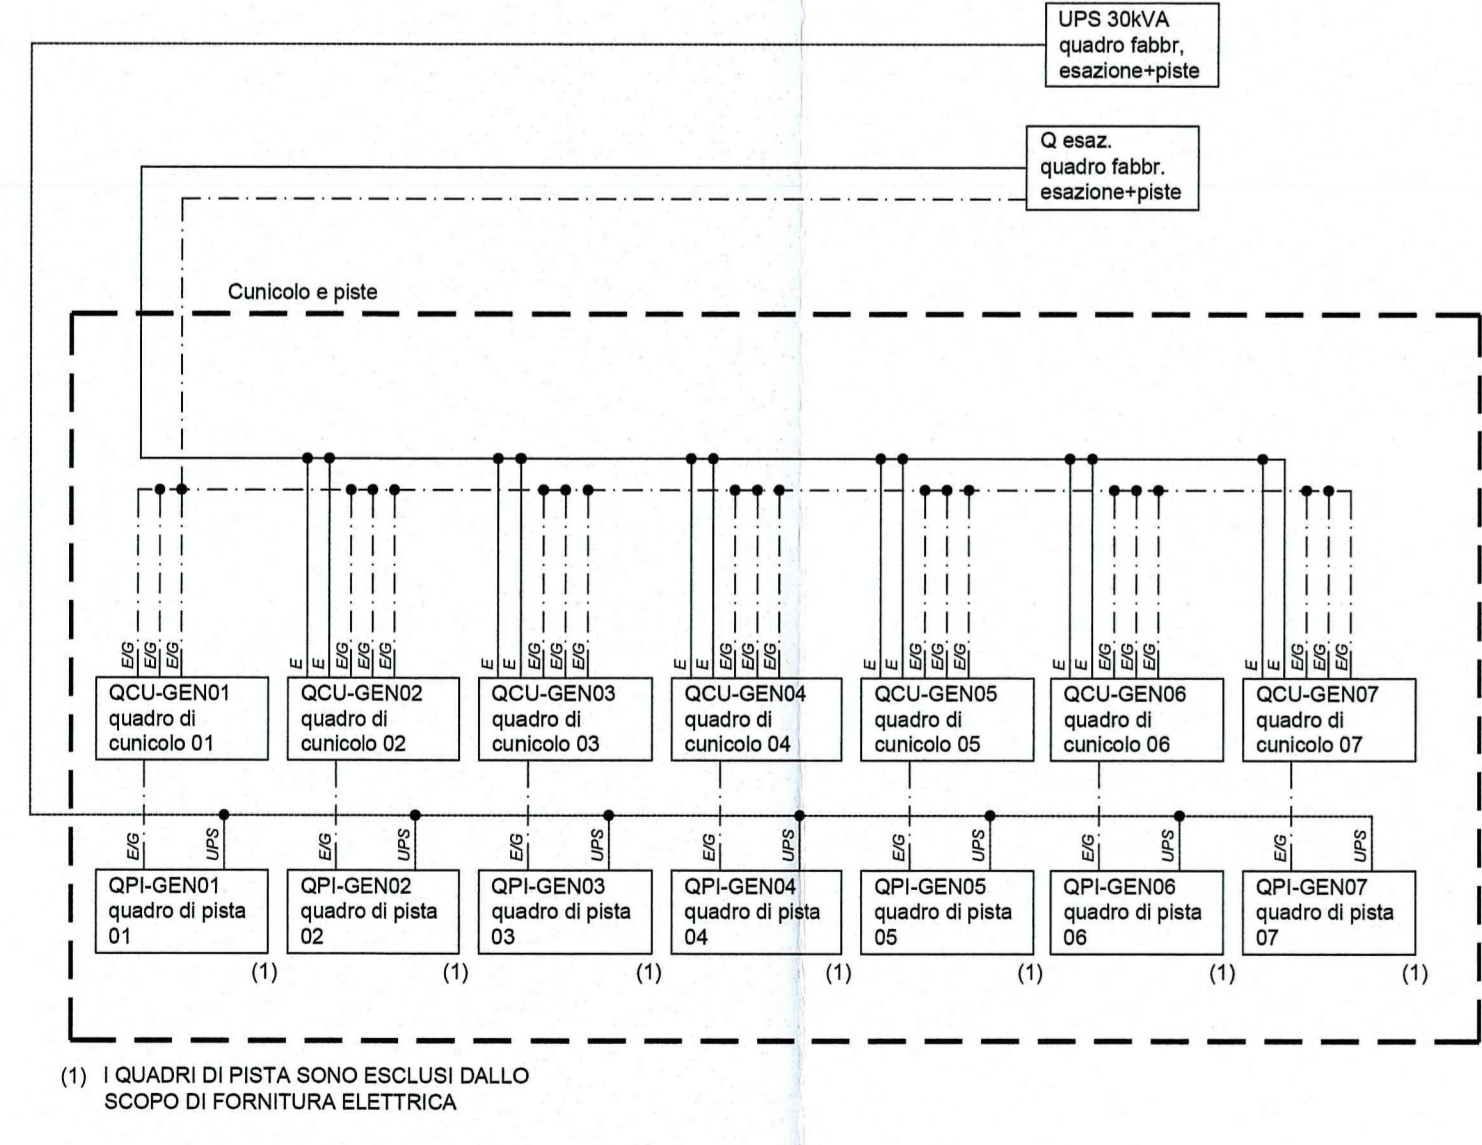 UPS 30kVA
quadro fabbr,
esazione+piste
Q esaz.
quadro fabbr.
esazione+piste
Cunicolo e piste
E/G E/G E/G
E E E/G E/G E/G
E E E/G E/G E/G
E E E/G E/G E/G
E E E/G E/G E/G
E E E/G E/G E/G
E E E/G E/G E/G
QCU-GEN01
quadro di
cunicolo 01
QCU-GEN02
quadro di
cunicolo 02
QCU-GEN03
quadro di
cunicolo 03
QCU-GEN04
quadro di
cunicolo 04
QCU-GEN05
quadro di
cunicolo 05
QCU-GEN06
quadro di
cunicolo 06
QCU-GEN07
quadro di
cunicolo 07
E/G UPS
E/G UPS
E/G UPS
E/G UPS
E/G UPS
E/G UPS
E/G UPS
QPI-GEN01
quadro di pista
01
QPI-GEN02
quadro di pista
02
QPI-GEN03
quadro di pista
03
QPI-GEN04
quadro di pista
04
QPI-GEN05
quadro di pista
05
QPI-GEN06
quadro di pista
06
QPI-GEN07
quadro di pista
07
(1)
(1)
(1)
(1)
(1)
(1)
(1)
(1) I QUADRI DI PISTA SONO ESCLUSI DALLO
SCOPO DI FORNITURA ELETTRICA